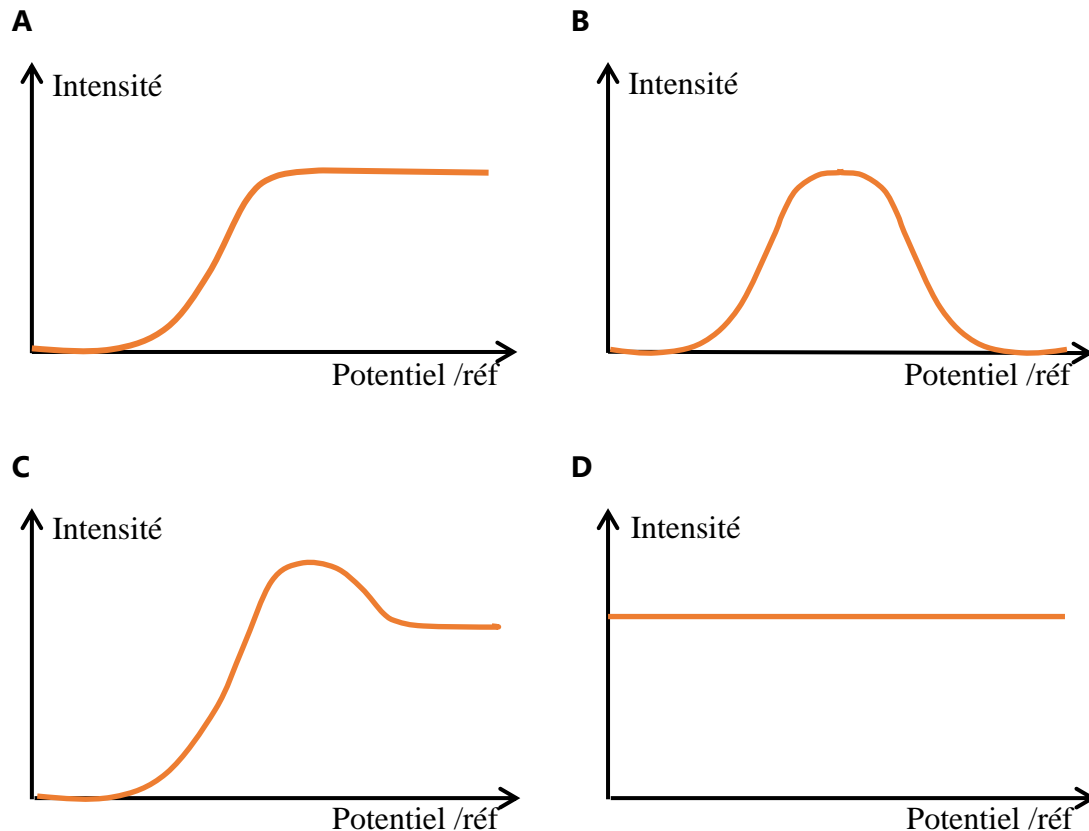 A
B
Intensité
Intensité
Potentiel /réf
Potentiel /réf
C
D
Intensité
Intensité
Potentiel /réf
Potentiel /réf